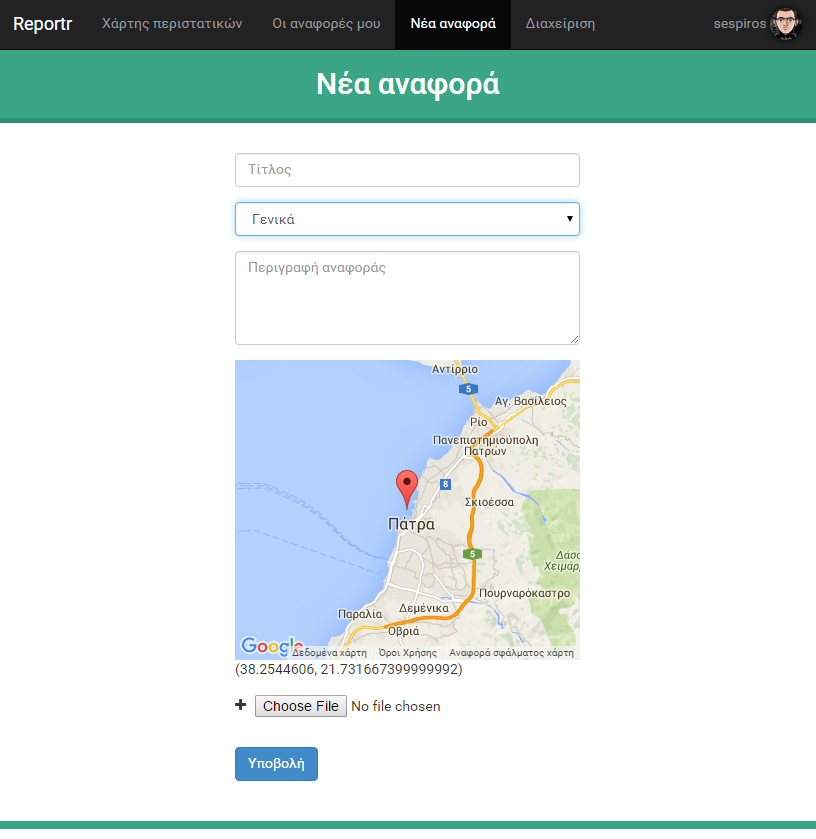 Reportr Χάρτης περιστατικών Οι αναφορές μου Νέα αναφορά Διαχείριση sespiros
Νέα αναφορά
Τίτλος
Γενικά
Περιγραφή αναφοράς
Αντίρριο
5
Αγ. Βασίλειος
Ρίο
Πανεπιστημιούπολη
Πατρών
8
Σκιοέσσα
Πάτρα
5
Δάσο
Χειμάρ
Πουρναρόκαστρο
Δεμένικα
Παραλία
Οβριά
Google
Δεδομένα χάρτη Όροι Χρήσης Αναφορά σφάλματος χάρτη
(38.2544606, 21.731667399999992)
+ Choose File No file chosen
Υποβολή